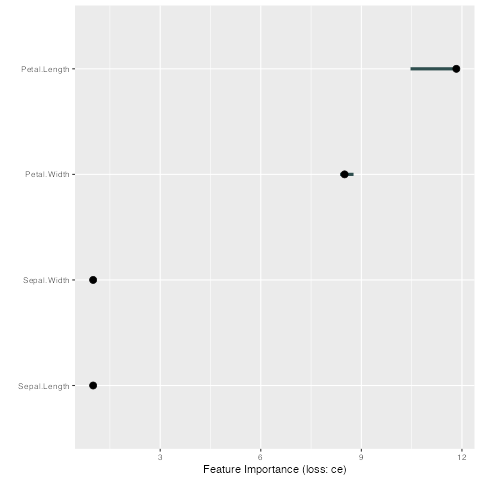 Petal.Length
Petal.Width
Sepal.Width
Sepal.Length
3 6 9 12
Feature Importance (loss: ce)